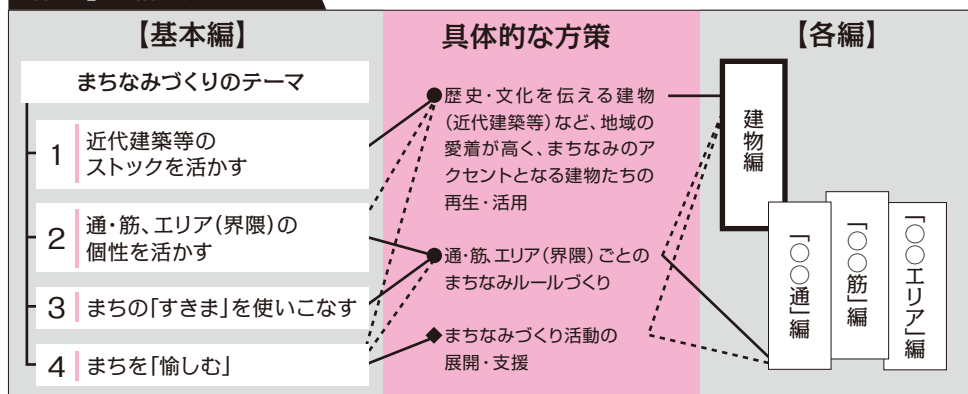 【基本編】
まちなみづくりのテーマ
1
近代建築等の
ストックを活かす
2
通・筋、エリア(界隈)の
個性を活かす
3
まちの「すきま」を使いこなす
4
まちを「愉しむ」
具体的な方策
●歴史・文化を伝える建物
(近代建築等)など、地域の
愛着が高く、まちなみのア
クセントとなる建物たちの
再生・活用
●通・筋、エリア(界隈)ごとの
まちなみルールづくり
◆まちなみづくり活動の
展開・支援
【各編】
建物編
「○○通」編
「○○筋」編
「○○エリア」編